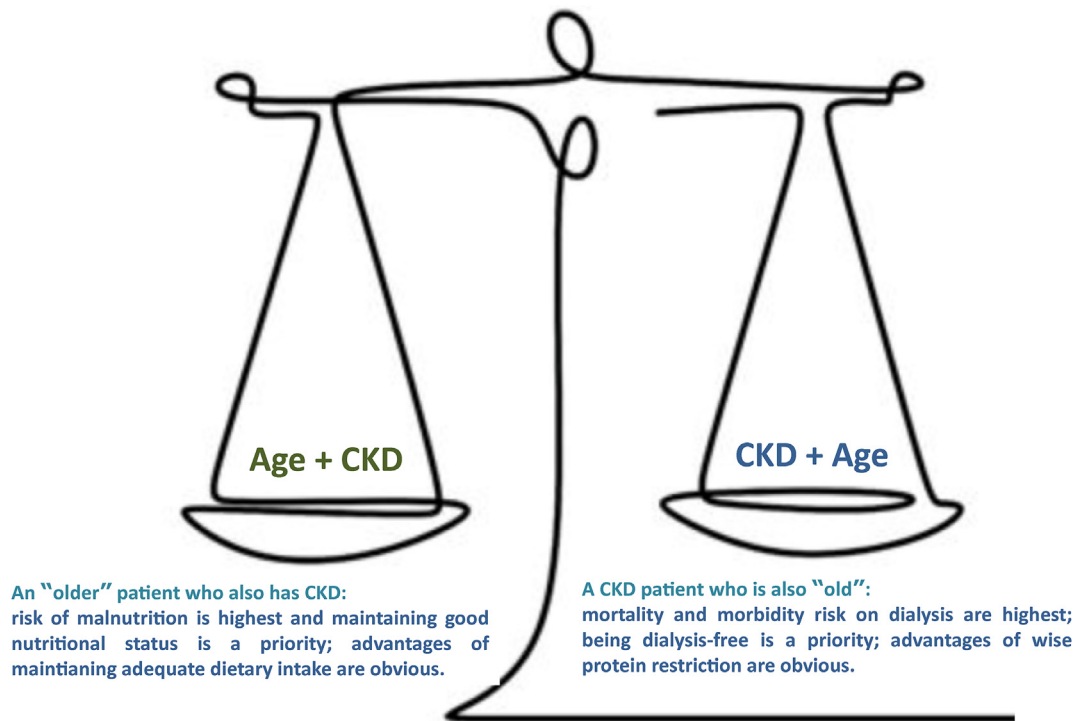 Age + CKD
CKD + Age
An “older” patient who also has CKD:
risk of malnutrition is highest and maintaining good
nutritional status is a priority; advantages of
maintianing adequate dietary intake are obvious.
A CKD patient who is also “old”:
mortality and morbidity risk on dialysis are highest;
being dialysis-free is a priority; advantages of wise
protein restriction are obvious.